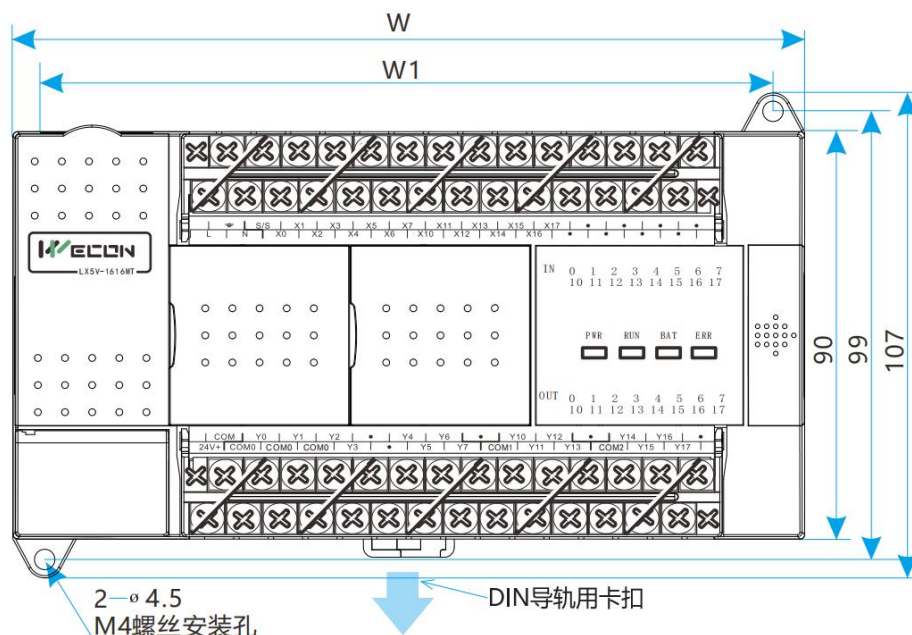 W
W1
S/S X1 X3 X5 X7 X11 X13 X15 X17 • • • •
L N X0 X2 X4 X6 X10 X12 X14 X16 • • • • •
WECON
LX5V-1616MT
IN 0 1 2 3 4 5 6 7
10 11 12 13 14 15 16 17
PWR RUN BAT ERR
OUT 0 1 2 3 4 5 6 7
10 11 12 13 14 15 16 17
90
99
107
COM Y0 Y1 Y2 • Y4 Y6 • Y10 Y12 • Y14 Y16 •
24V+ COM0 COM0 COM0 Y3 • Y5 Y7 COM1 Y11 Y13 COM2 Y15 Y17
2—ø 4.5
M4螺丝安装孔
DIN导轨用卡扣